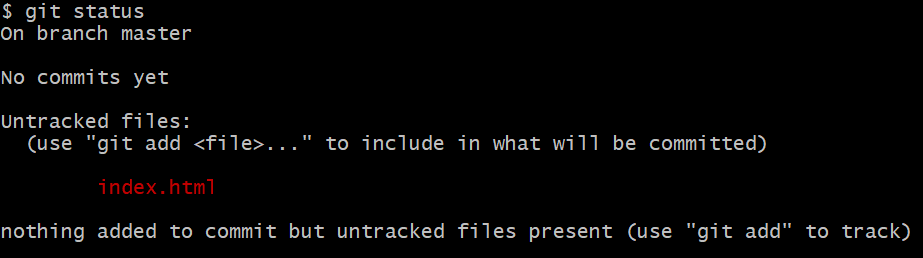 $ git status
On branch master
No commits yet
Untracked files:
(use "git add <file>..." to include in what will be committed)
index.html
nothing added to commit but untracked files present (use "git add" to track)